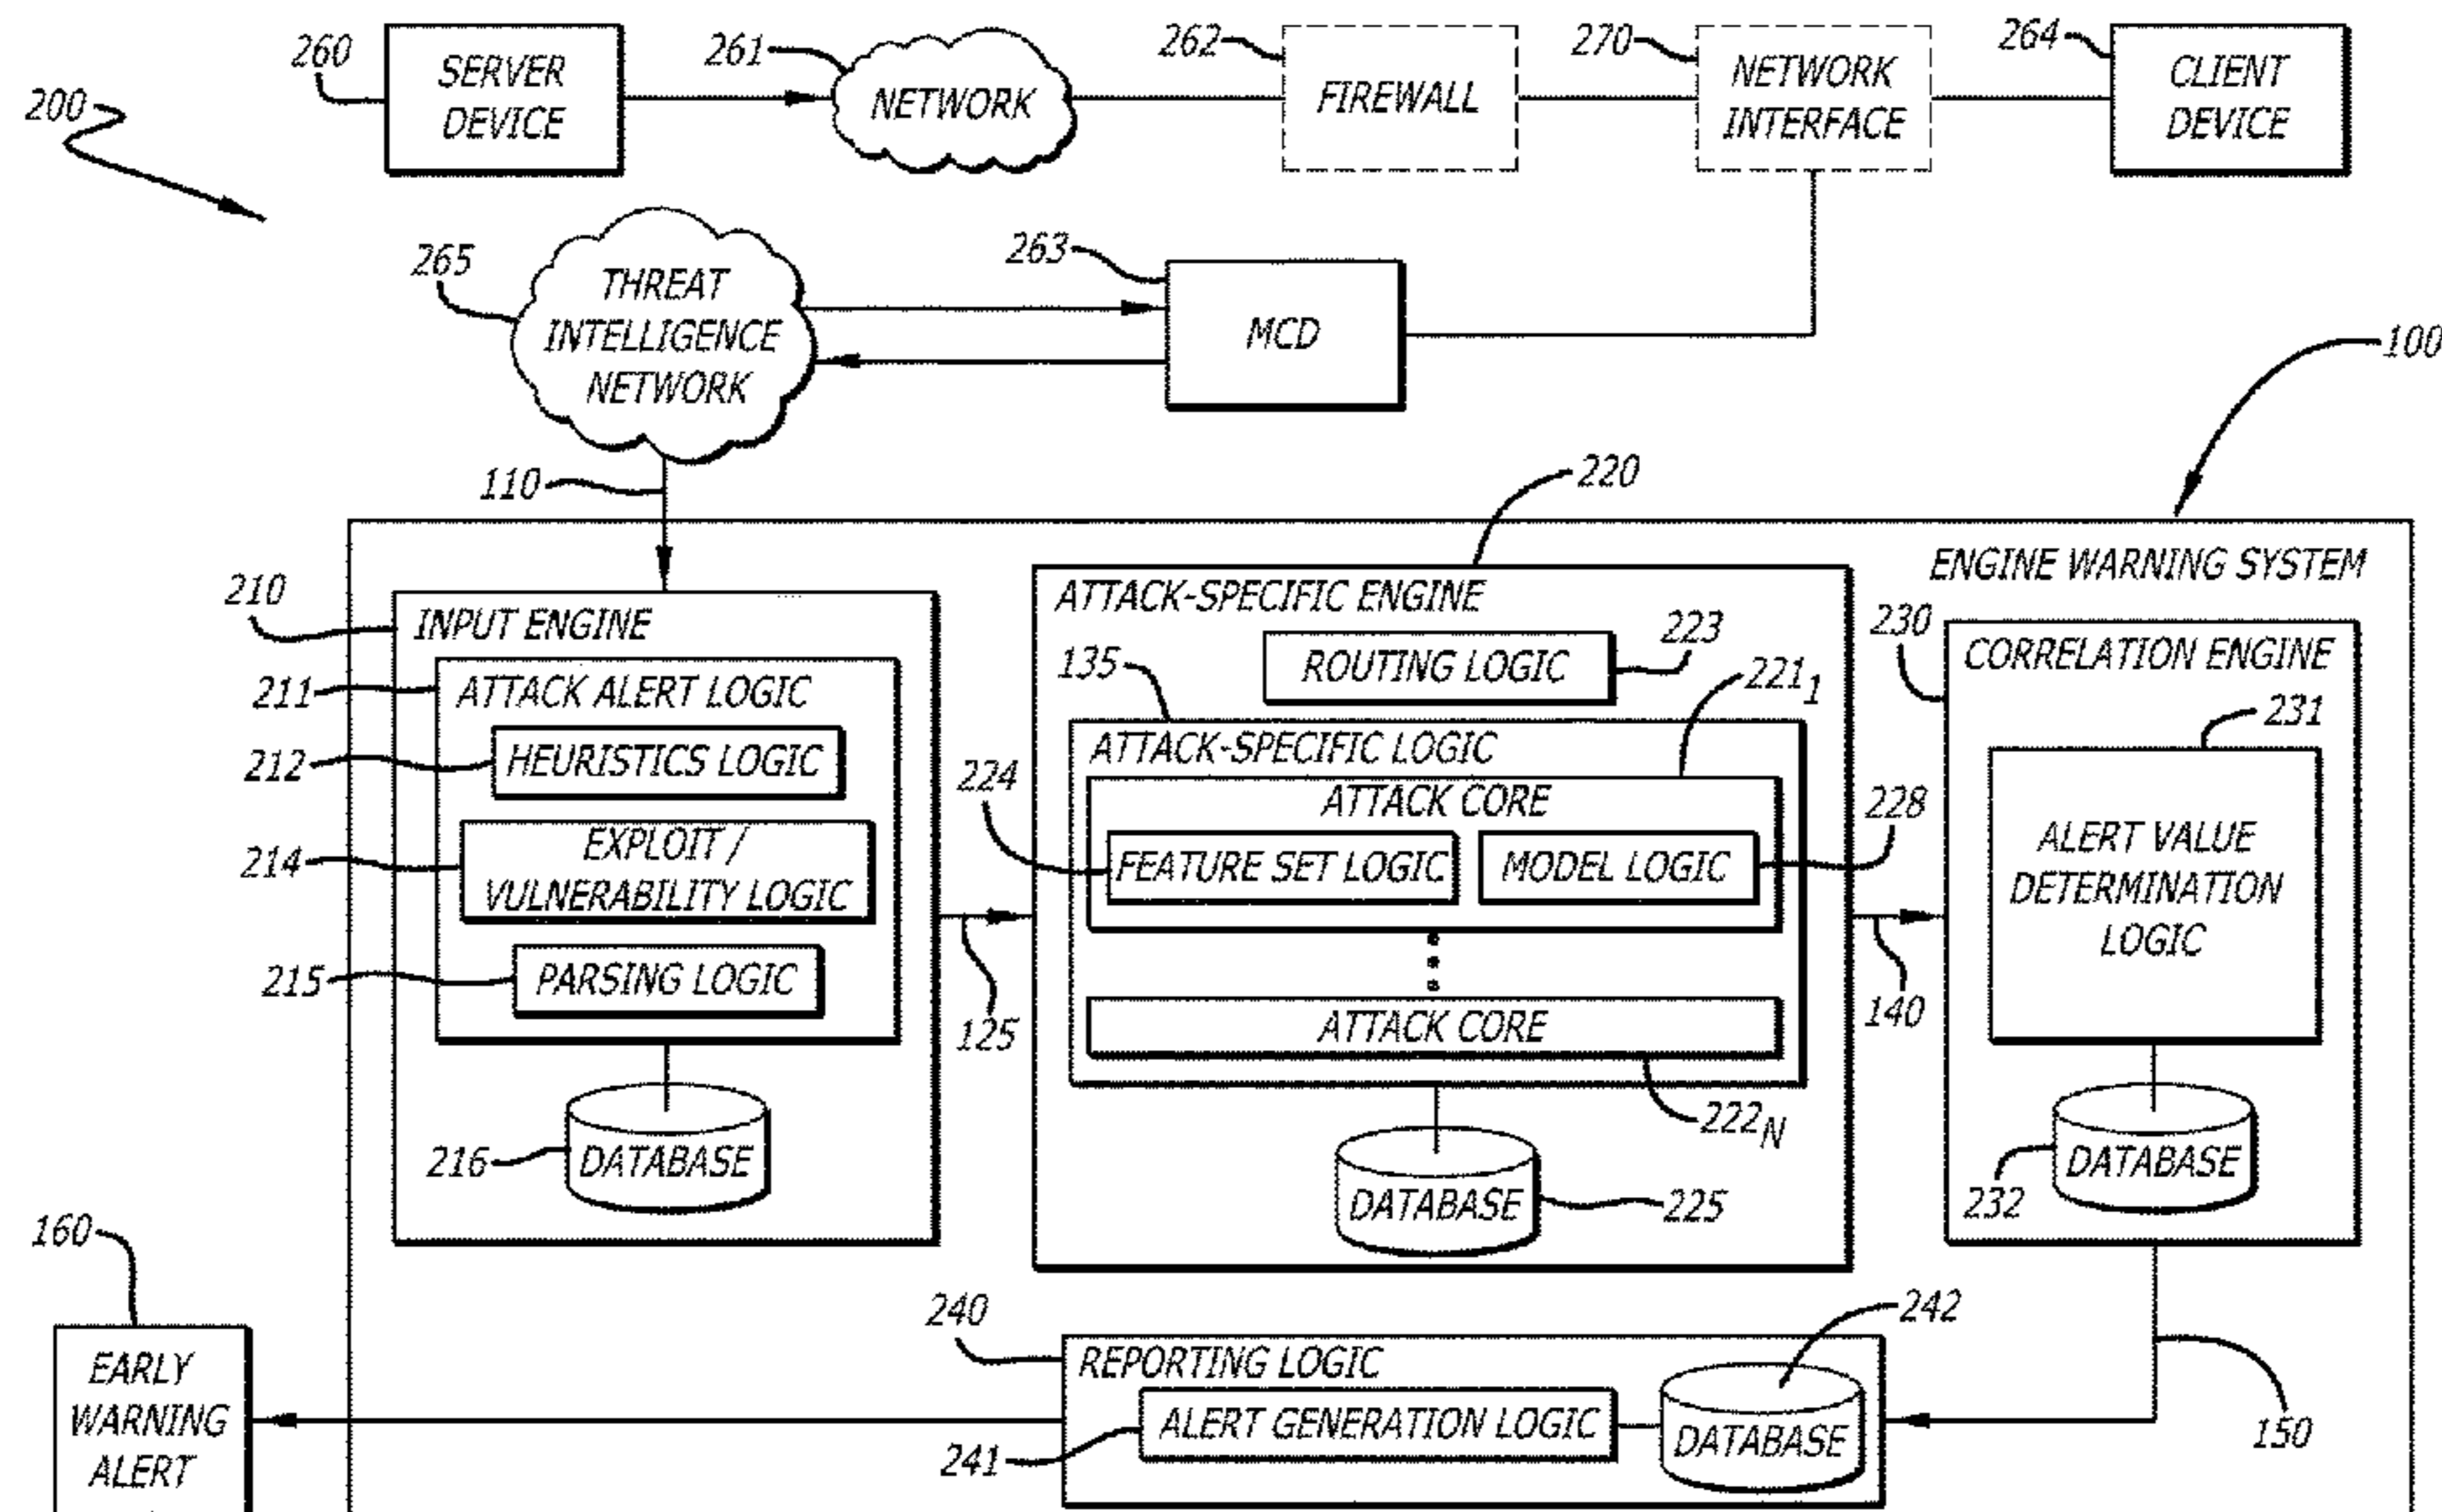 200
260
SERVER
DEVICE
261
NETWORK
262
FIREWALL
270
NETWORK
INTERFACE
264
CLIENT
DEVICE
265
THREAT
INTELLIGENCE
NETWORK
263
MCD
100
110
ENGINE WARNING SYSTEM
210
INPUT ENGINE
211
ATTACK ALERT LOGIC
212
HEURISTICS LOGIC
214
EXPLOIT /
VULNERABILITY LOGIC
215
PARSING LOGIC
216
DATABASE
125
220
ATTACK-SPECIFIC ENGINE
223
ROUTING LOGIC
135
ATTACK-SPECIFIC LOGIC
221₁
ATTACK CORE
224
FEATURE SET LOGIC
228
MODEL LOGIC
ATTACK CORE
222_N
DATABASE
225
140
230
CORRELATION ENGINE
231
ALERT VALUE
DETERMINATION
LOGIC
232
DATABASE
150
240
REPORTING LOGIC
241
ALERT GENERATION LOGIC
242
DATABASE
160
EARLY
WARNING
ALERT